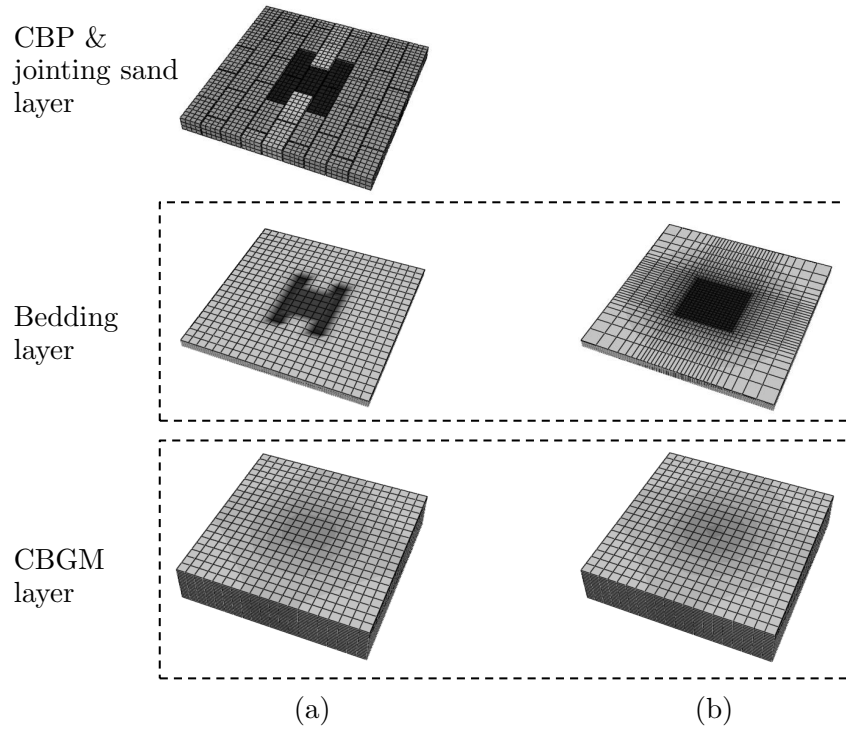 CBP &
jointing sand
layer
Bedding
layer
CBGM
layer
(a)
(b)